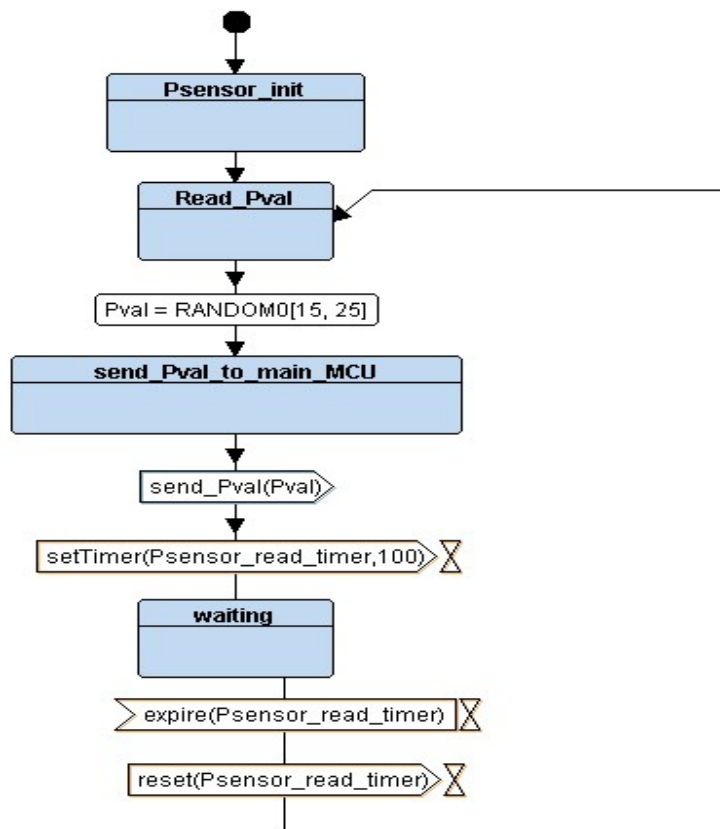 Psensor_init
Read_Pval
Pval = RANDOM0[15, 25]
send_Pval_to_main_MCU
send_Pval(Pval)
setTimer(Psensor_read_timer,100)
waiting
expire(Psensor_read_timer)
reset(Psensor_read_timer)